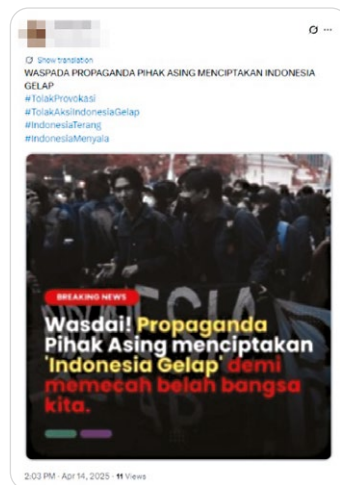 Show translation
WASPADA PROPAGANDA PIHAK ASING MENCIPTAKAN INDONESIA
GELAP
#TolakProvokasi
#TolakAksiIndonesiaGelap
#IndonesiaTerang
#IndonesiaMenyala
BREAKING NEWS
Wasdai! Propaganda
Pihak Asing menciptakan
'Indonesia Gelap' demi
memecah belah bangsa
kita.
2:03 PM · Apr 14, 2025 · 11 Views